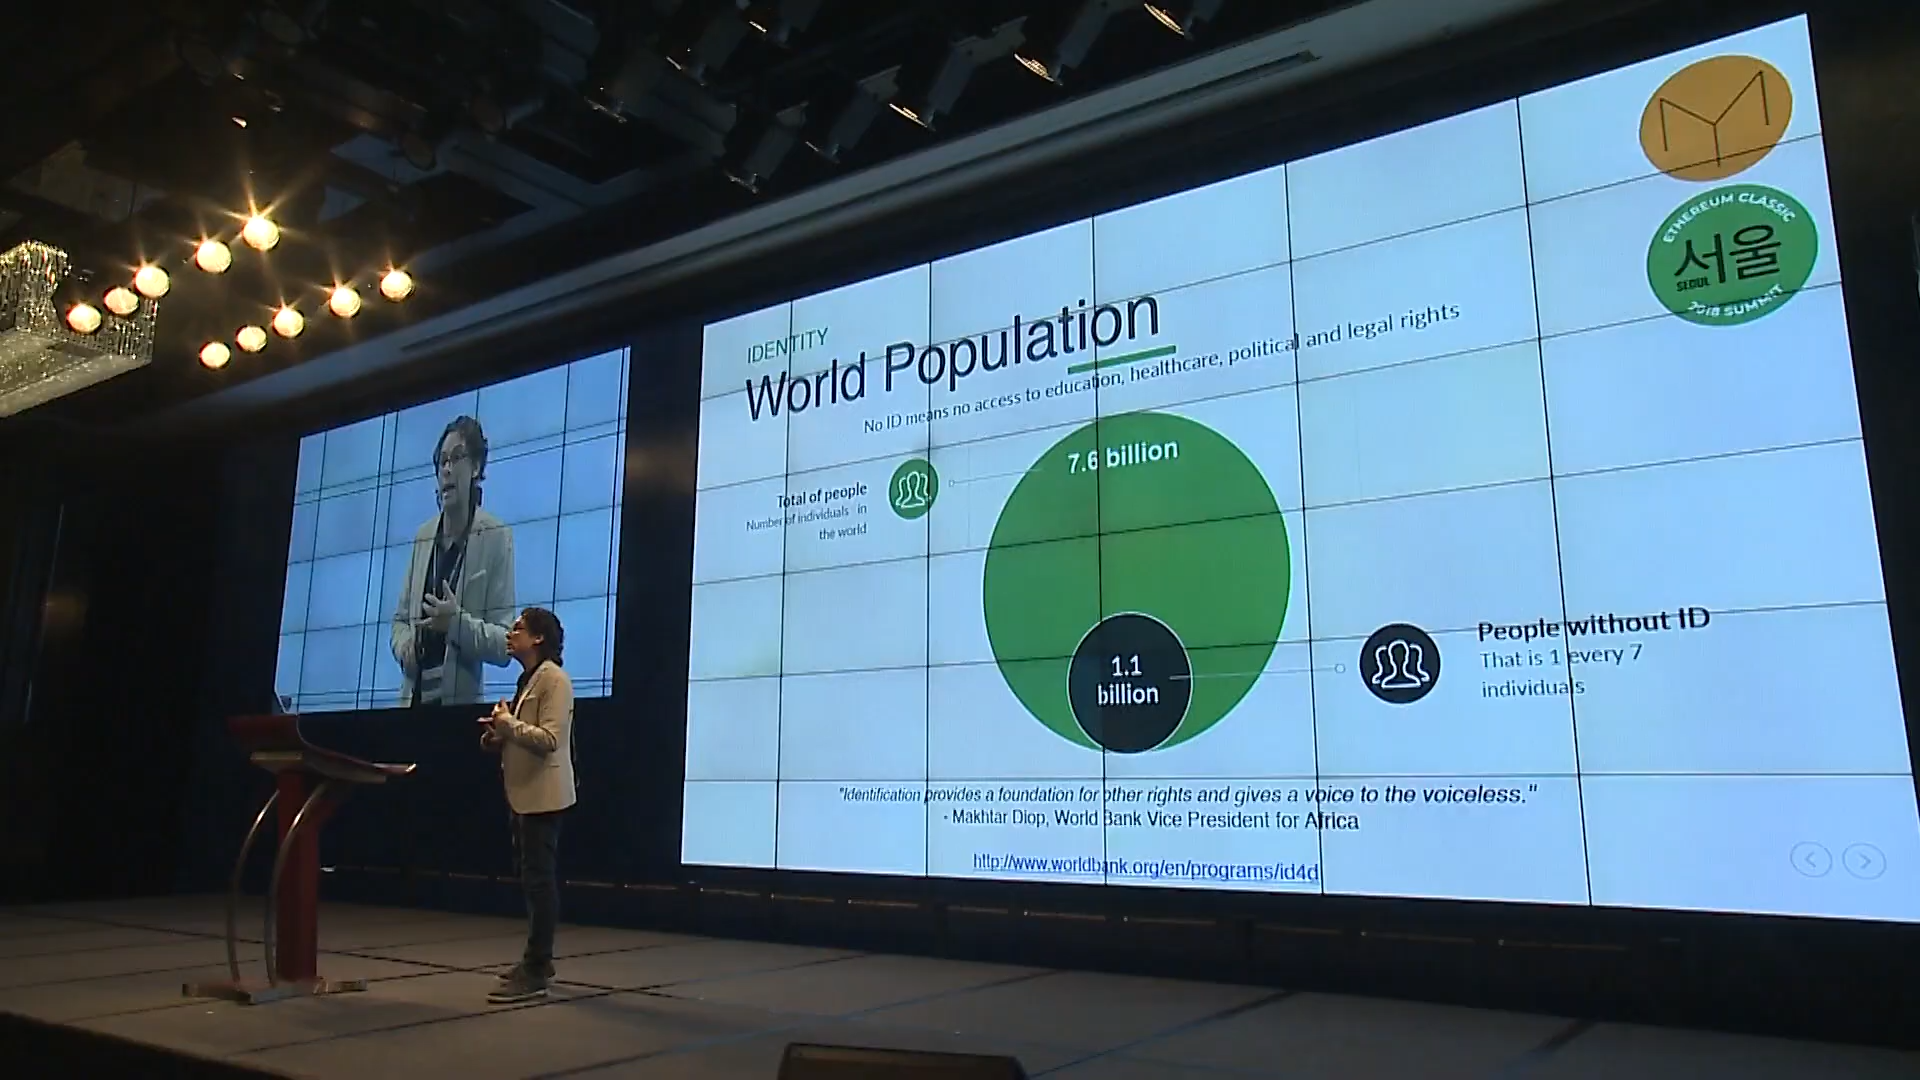 IDENTITY
World Population
No ID means no access to education, healthcare, political and legal rights
ETHEREUM CLASSIC
서울
SEOUL
2018 SUMMIT
7.6 billion
Total of people
Number of individuals in
the world
1.1
billion
People without ID
That is 1 every 7
individuals
"Identification provides a foundation for other rights and gives a voice to the voiceless."
- Makhtar Diop, World Bank Vice President for Africa
http://www.worldbank.org/en/programs/id4d